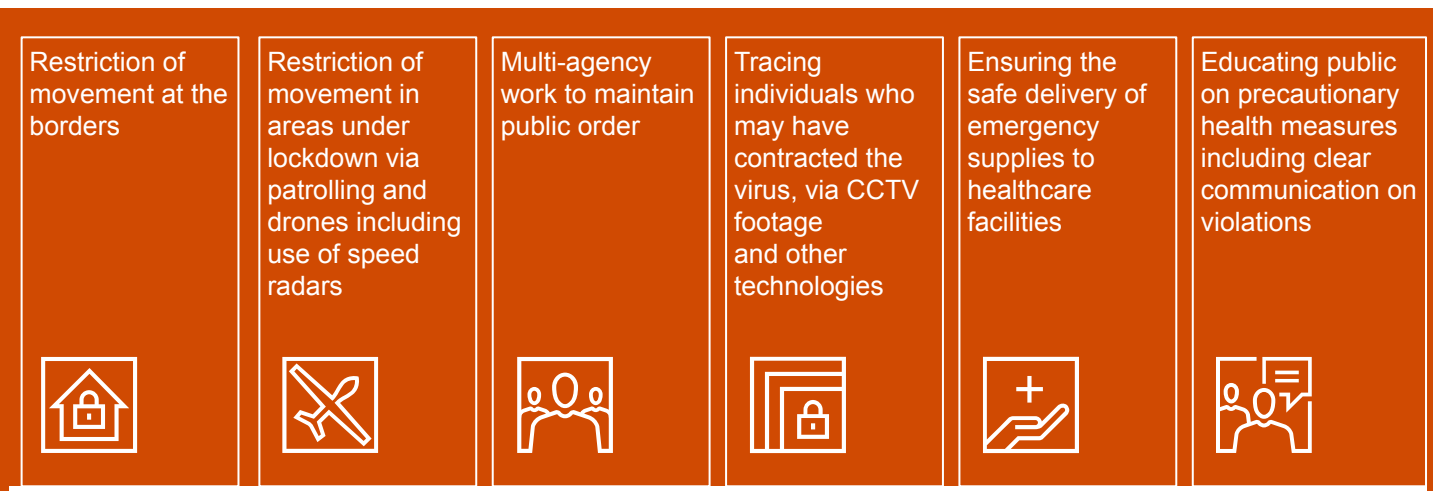 Restriction of
movement at the
borders
Restriction of
movement in
areas under
lockdown via
patrolling and
drones including
use of speed
radars
Multi-agency
work to maintain
public order
Tracing
individuals who
may have
contracted the
virus, via CCTV
footage
and other
technologies
Ensuring the
safe delivery of
emergency
supplies to
healthcare
facilities
Educating public
on precautionary
health measures
including clear
communication on
violations